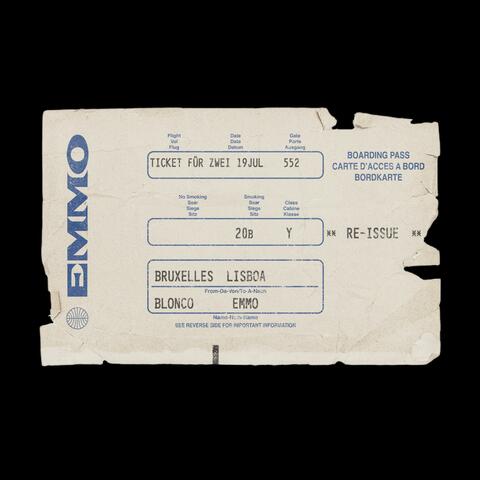 EMMO
Flight Date Gate
Vol Date Porte
Flug Datum Ausgang
TICKET FÜR ZWEI 19JUL 552
BOARDING PASS
CARTE D'ACCES A BORD
BORDKARTE
No Smoking Smoking Class
Sear Sear Cabine
Siege Siege Klasse
Sitz Sitz
20B Y
** RE-ISSUE **
BRUXELLES LISBOA
From-De-Von/To-A-Nach
BLONCO EMMO
Name-Nom-Name
SEE REVERSE SIDE FOR IMPORTANT INFORMATION